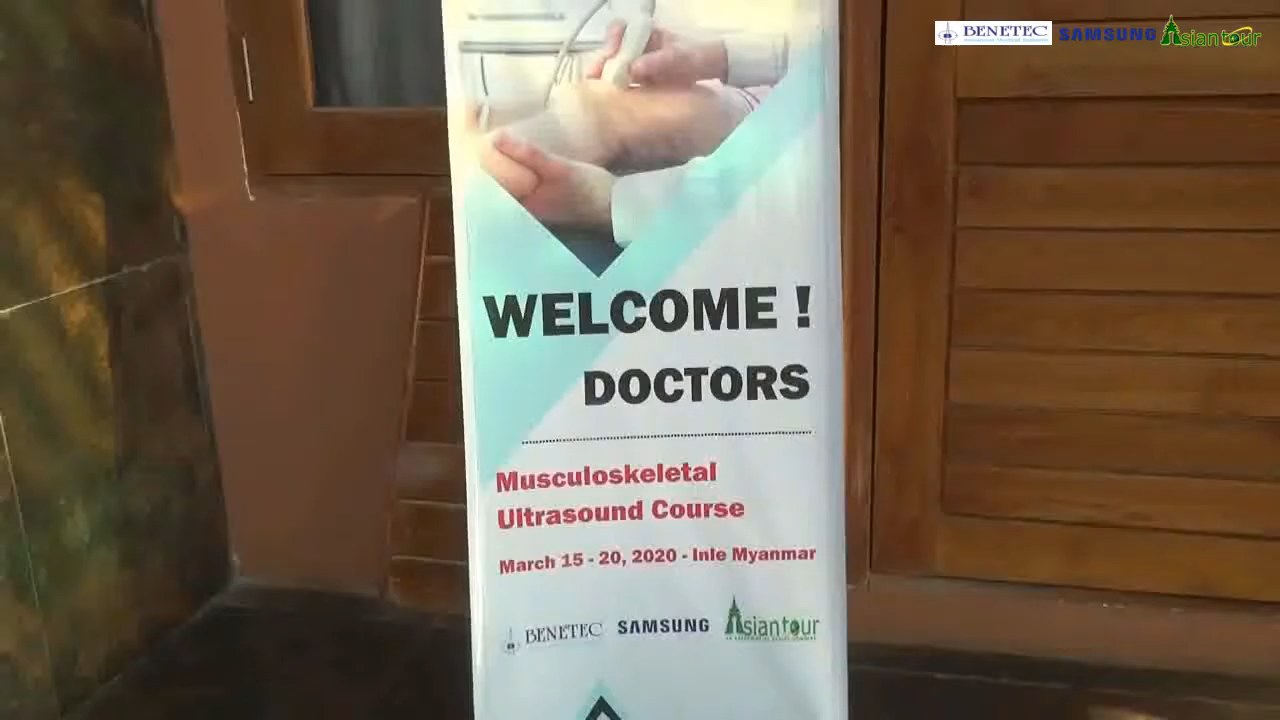 BENETEC SAMSUNG Asiantour
WELCOME !
DOCTORS
Musculoskeletal
Ultrasound Course
March 15 - 20, 2020 - Inle Myanmar
BENETEC SAMSUNG Asiantour